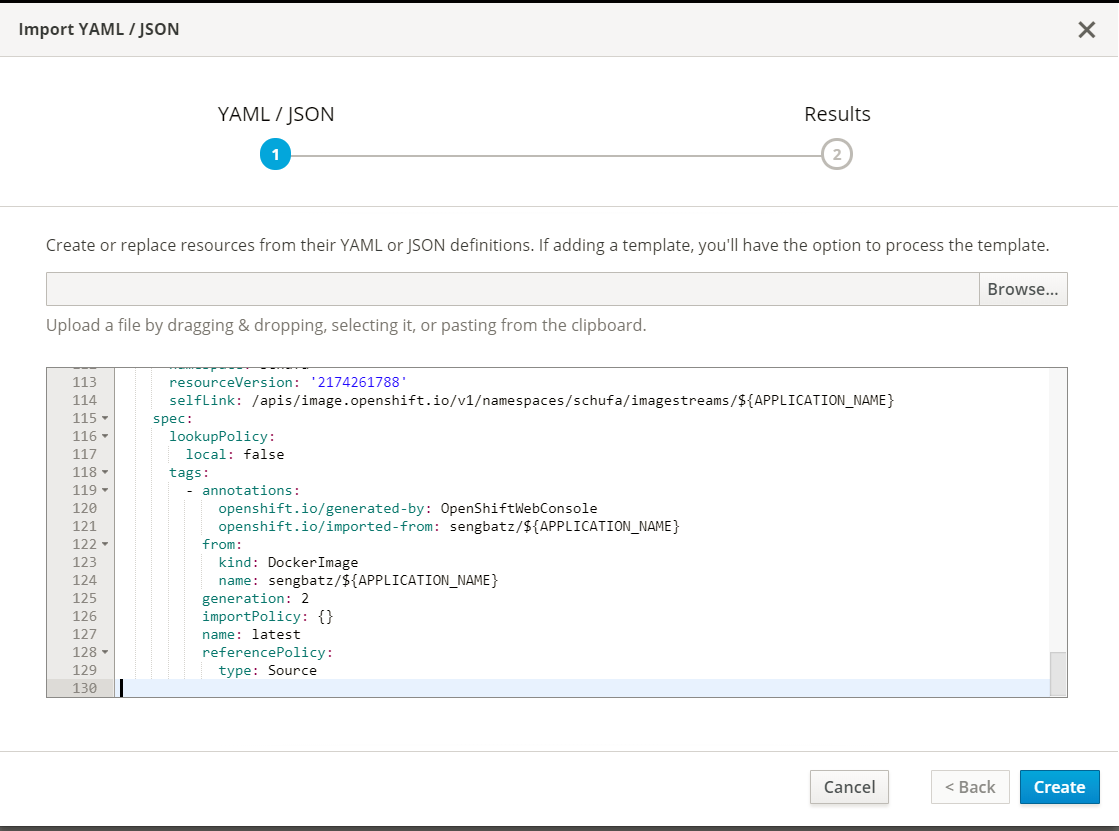 Import YAML / JSON
YAML / JSON
Results
1
2
Create or replace resources from their YAML or JSON definitions. If adding a template, you'll have the option to process the template.
Browse...
Upload a file by dragging & dropping, selecting it, or pasting from the clipboard.
113 resourceVersion: '2174261788'
114 selfLink: /apis/image.openshift.io/v1/namespaces/schufa/imagestreams/${APPLICATION_NAME}
115 spec:
116 lookupPolicy:
117 local: false
118 tags:
119 - annotations:
120 openshift.io/generated-by: OpenShiftWebConsole
121 openshift.io/imported-from: sengbatz/${APPLICATION_NAME}
122 from:
123 kind: DockerImage
124 name: sengbatz/${APPLICATION_NAME}
125 generation: 2
126 importPolicy: {}
127 name: latest
128 referencePolicy:
129 type: Source
130
Cancel
< Back
Create